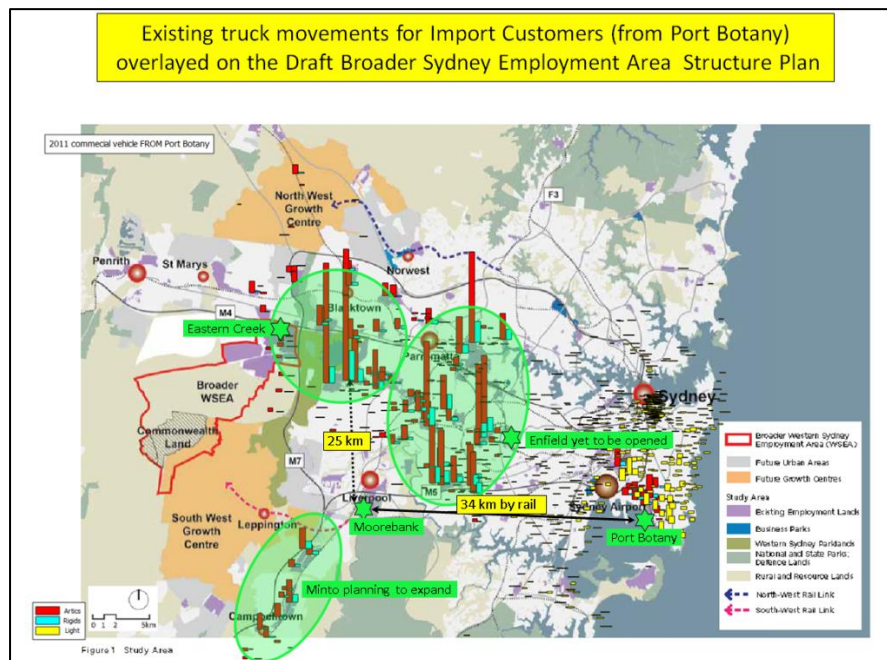 Existing truck movements for Import Customers (from Port Botany)
overlayed on the Draft Broader Sydney Employment Area Structure Plan
2011 commecial vehicle FROM Port Botany
F3
North West
Growth
Centre
Penrith
St Marys
Norwest
M4
Blacktown
Eastern Creek
Parramatta
Sydney
Broader
WSEA
Enfield yet to be opened
Commonwealth
Land
25 km
M7
M5
Liverpool
34 km by rail
Sydney Airport
South West
Growth
Centre
Leppington
Moorebank
Port Botany
Minto planning to expand
Campbelltown
Broader Western Sydney
Employment Area (WSEA)
Future Urban Areas
Future Growth Centres
Study Area
Existing Employment Lands
Business Parks
Western Sydney Parklands
National and State Parks;
Defence Lands
Rural and Resource Lands
North-West Rail Link
South-West Rail Link
Artics
Rigids
Light
0 1 2 5km
Figure 1 Study Area